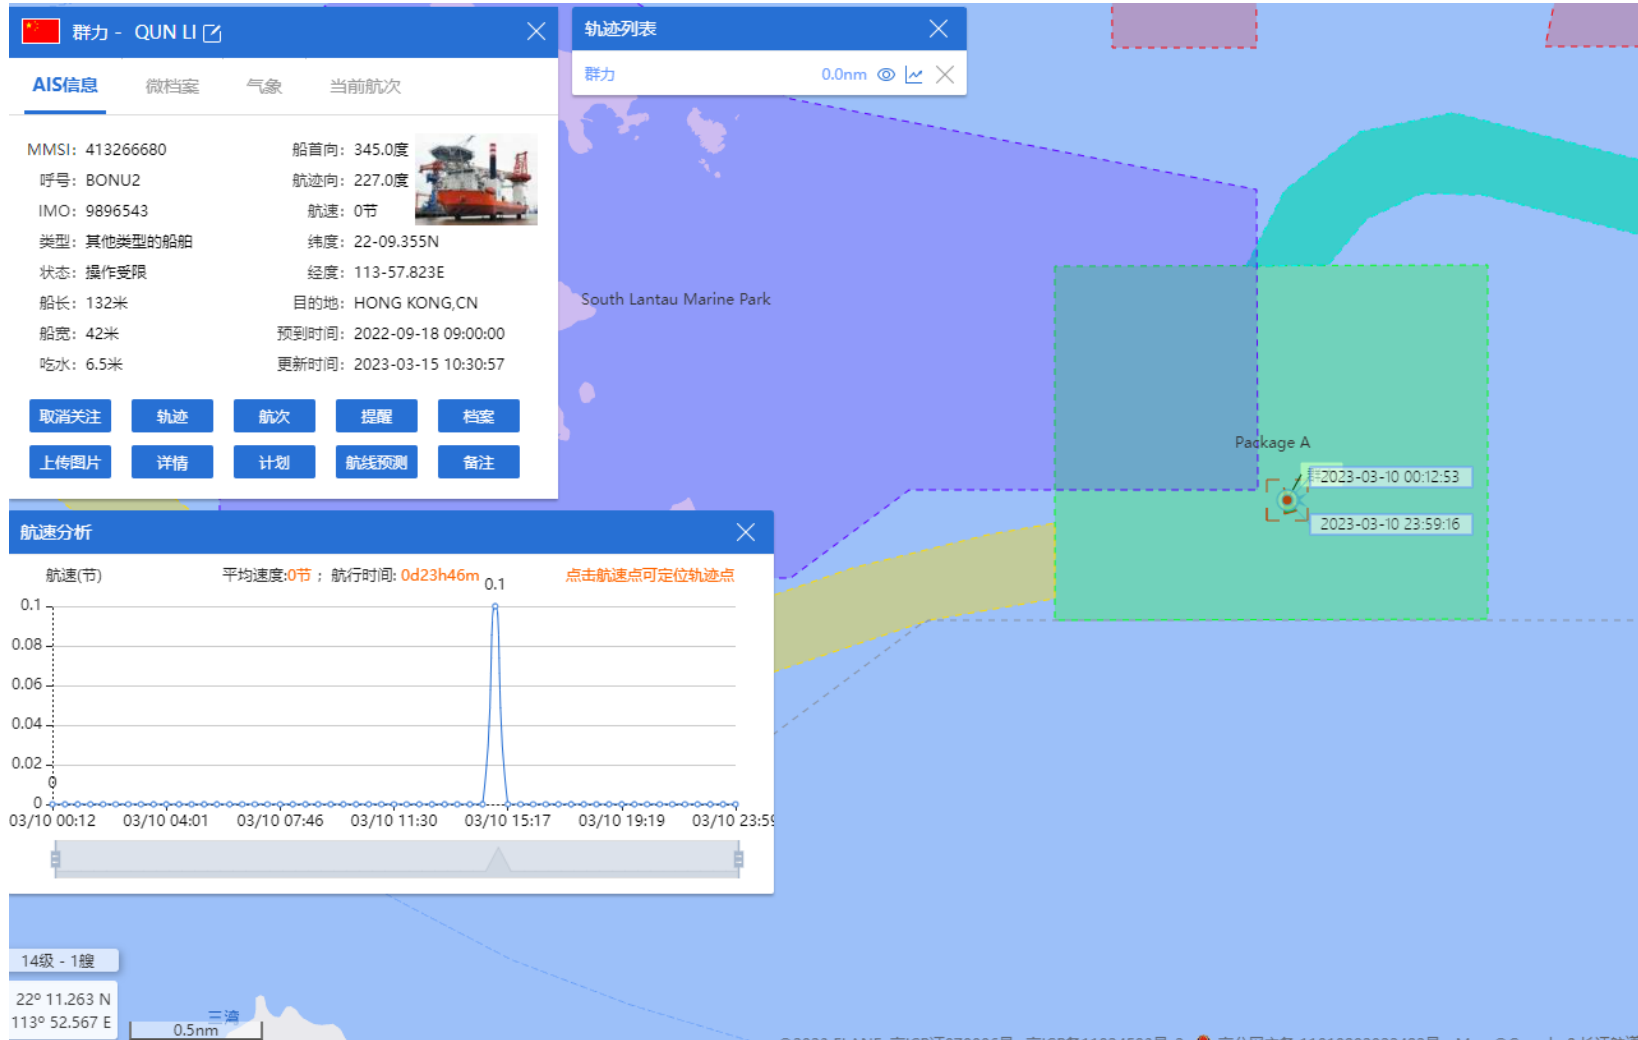 群力 - QUN LI
AIS信息 微档案 气象 当前航次
MMSI: 413266680 船首向: 345.0度
呼号: BONU2 航迹向: 227.0度
IMO: 9896543 航速: 0节
类型: 其他类型的船舶 纬度: 22-09.355N
状态: 操作受限 经度: 113-57.823E
船长: 132米 目的地: HONG KONG,CN
船宽: 42米 预到时间: 2022-09-18 09:00:00
吃水: 6.5米 更新时间: 2023-03-15 10:30:57
取消关注 轨迹 航次 提醒 档案
上传图片 详情 计划 航线预测 备注
轨迹列表
群力 0.0nm
South Lantau Marine Park
Package A
2023-03-10 00:12:53
2023-03-10 23:59:16
航速分析
航速(节) 平均速度:0节 ; 航行时间: 0d23h46m 点击航速点可定位轨迹点
0.1
0.1
0.08
0.06
0.04
0.02
0
0
03/10 00:12 03/10 04:01 03/10 07:46 03/10 11:30 03/10 15:17 03/10 19:19 03/10 23:59
14级 - 1艘
22º 11.263 N
113º 52.567 E
三湾
0.5nm